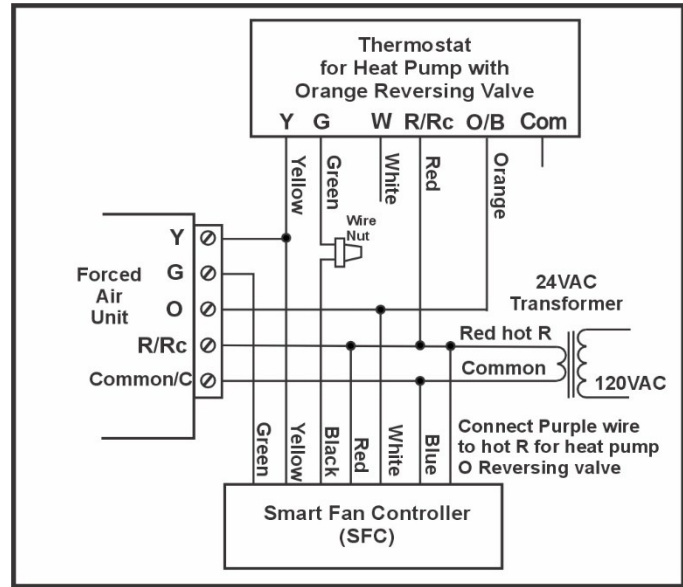 Thermostat
for Heat Pump with
Orange Reversing Valve
Y G W R/Rc O/B Com
Yellow
Green
White
Red
Orange
Wire
Nut
Y
G
O
R/Rc
Common/C
Forced
Air
Unit
24VAC
Transformer
Red hot R
Common
120VAC
Connect Purple wire
to hot R for heat pump
O Reversing valve
Green
Yellow
Black
Red
White
Blue
Smart Fan Controller
(SFC)